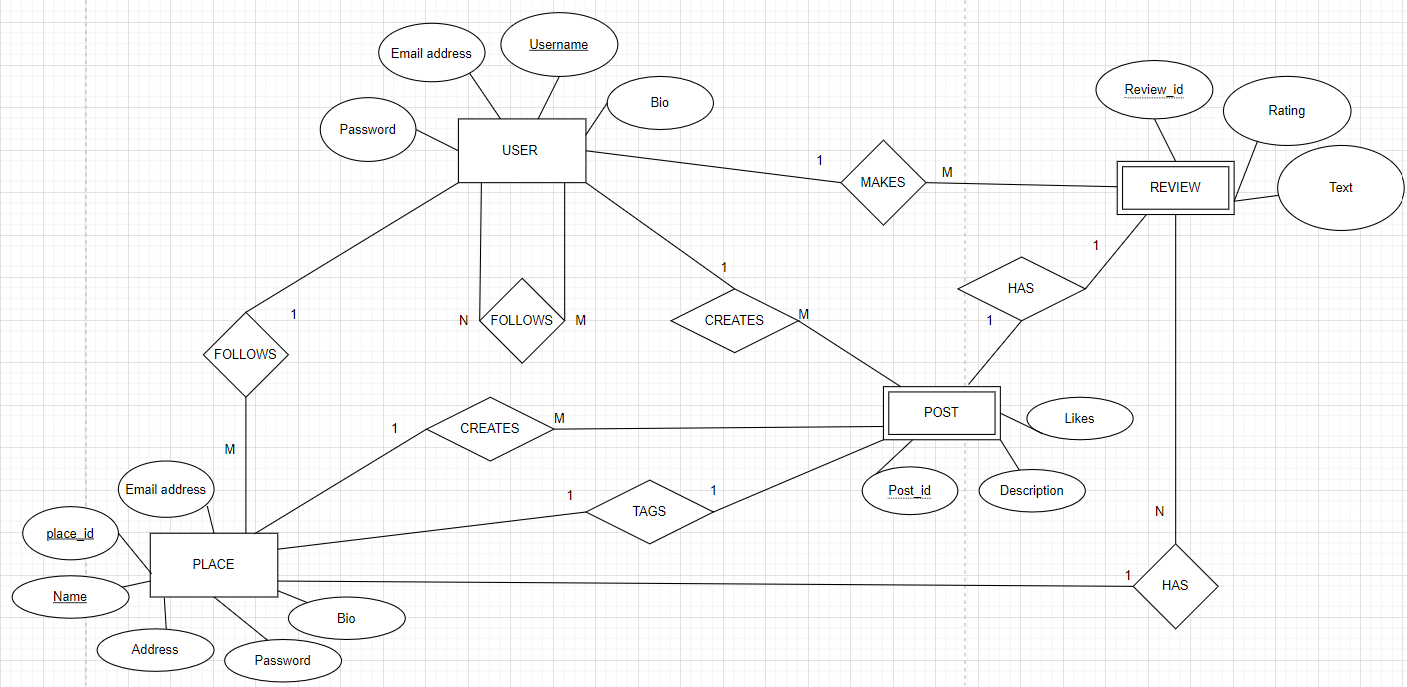 Username
Email address
Bio
Password
USER
Review_id
Rating
Text
REVIEW
1
MAKES
M
1
HAS
1
1
CREATES
M
N
FOLLOWS
M
1
FOLLOWS
M
1
CREATES
M
POST
Likes
Post_id
Description
1
TAGS
1
N
1
HAS
Email address
place_id
PLACE
Name
Bio
Address
Password